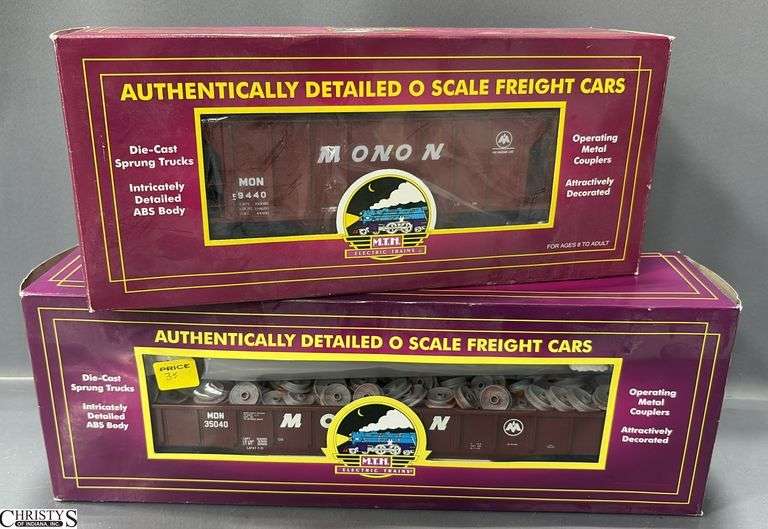 AUTHENTICALLY DETAILED O SCALE FREIGHT CARS
Die-Cast
Sprung Trucks
Intricately
Detailed
ABS Body
MONON
MON
59440
Operating
Metal
Couplers
Attractively
Decorated
M.T.H.
ELECTRIC TRAINS
FOR AGES 8 TO ADULT
AUTHENTICALLY DETAILED O SCALE FREIGHT CARS
Die-Cast
Sprung Trucks
Intricately
Detailed
ABS Body
PRICE
35
MON
35040
M N
Operating
Metal
Couplers
Attractively
Decorated
M.T.H.
ELECTRIC TRAINS
CHRISTYS
OF INDIANA, INC.